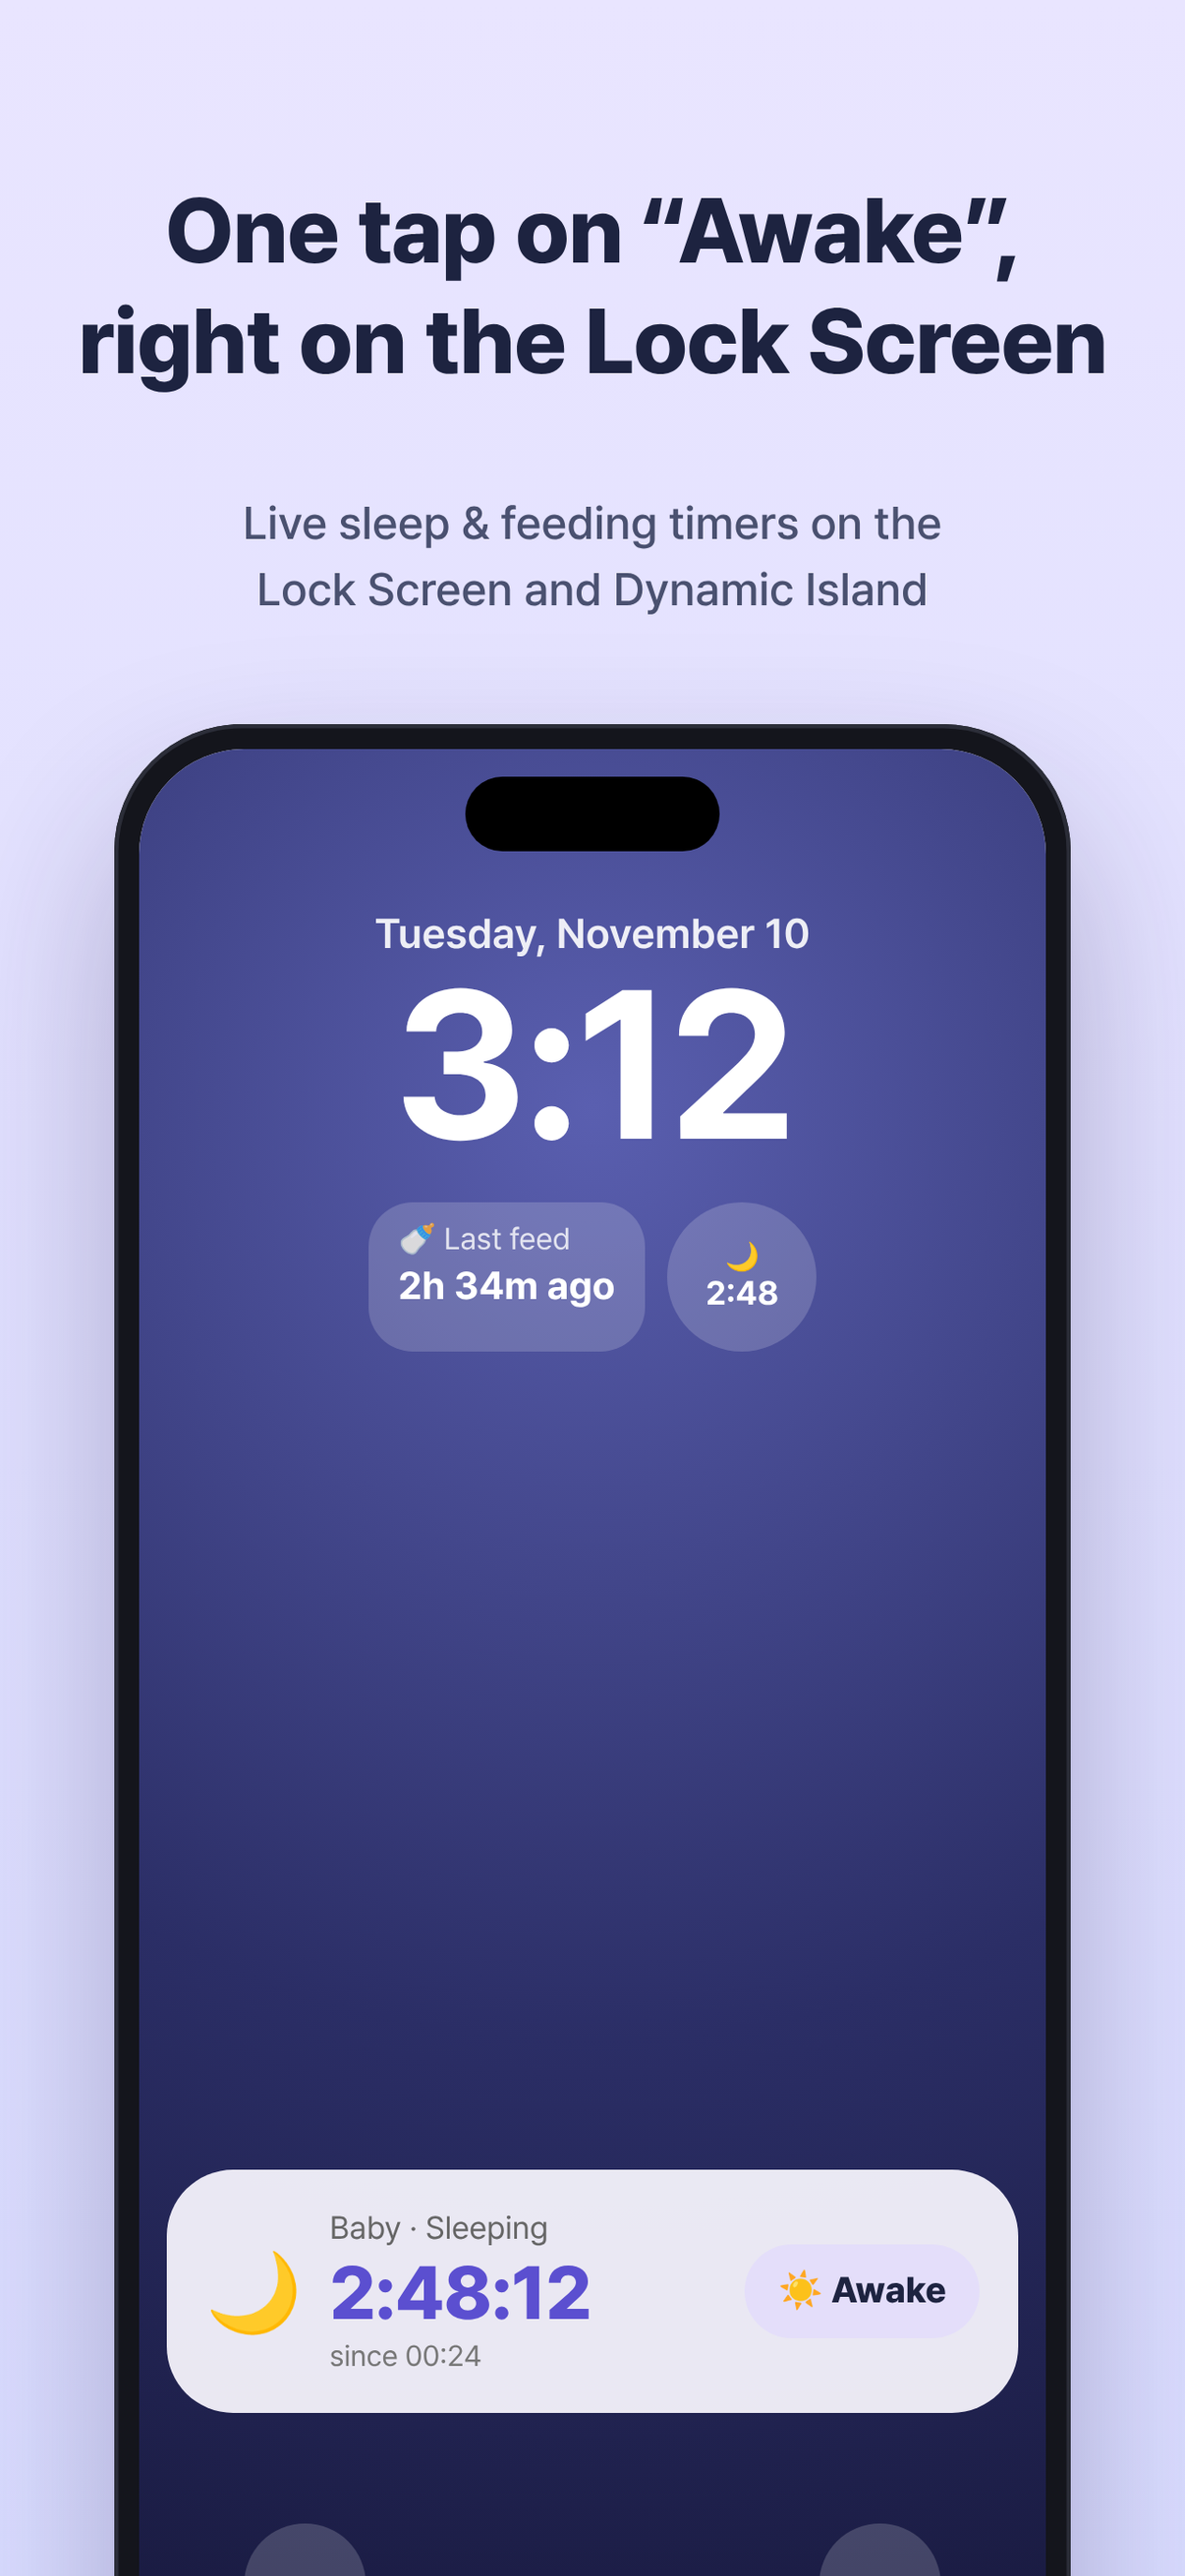 One tap on “Awake”,
right on the Lock Screen
Live sleep & feeding timers on the
Lock Screen and Dynamic Island
Tuesday, November 10
3:12
🍼 Last feed
2h 34m ago
🌙
2:48
Baby · Sleeping
🌙 2:48:12
☀️ Awake
since 00:24